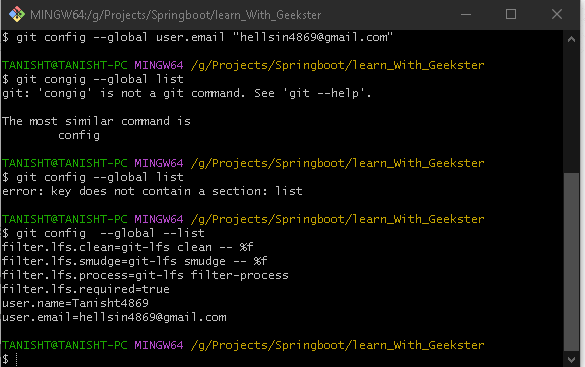 MINGW64:/g/Projects/Springboot/learn_With_Geekster
$ git config --global user.email "hellsin4869@gmail.com"
TANISHT@TANISHT-PC MINGW64 /g/Projects/Springboot/learn_With_Geekster
$ git congig --global list
git: 'congig' is not a git command. See 'git --help'.
The most similar command is
config
TANISHT@TANISHT-PC MINGW64 /g/Projects/Springboot/learn_With_Geekster
$ git config --global list
error: key does not contain a section: list
TANISHT@TANISHT-PC MINGW64 /g/Projects/Springboot/learn_With_Geekster
$ git config  --global --list
filter.lfs.clean=git-lfs clean -- %f
filter.lfs.smudge=git-lfs smudge -- %f
filter.lfs.process=git-lfs filter-process
filter.lfs.required=true
user.name=Tanisht4869
user.email=hellsin4869@gmail.com
TANISHT@TANISHT-PC MINGW64 /g/Projects/Springboot/learn_With_Geekster
$